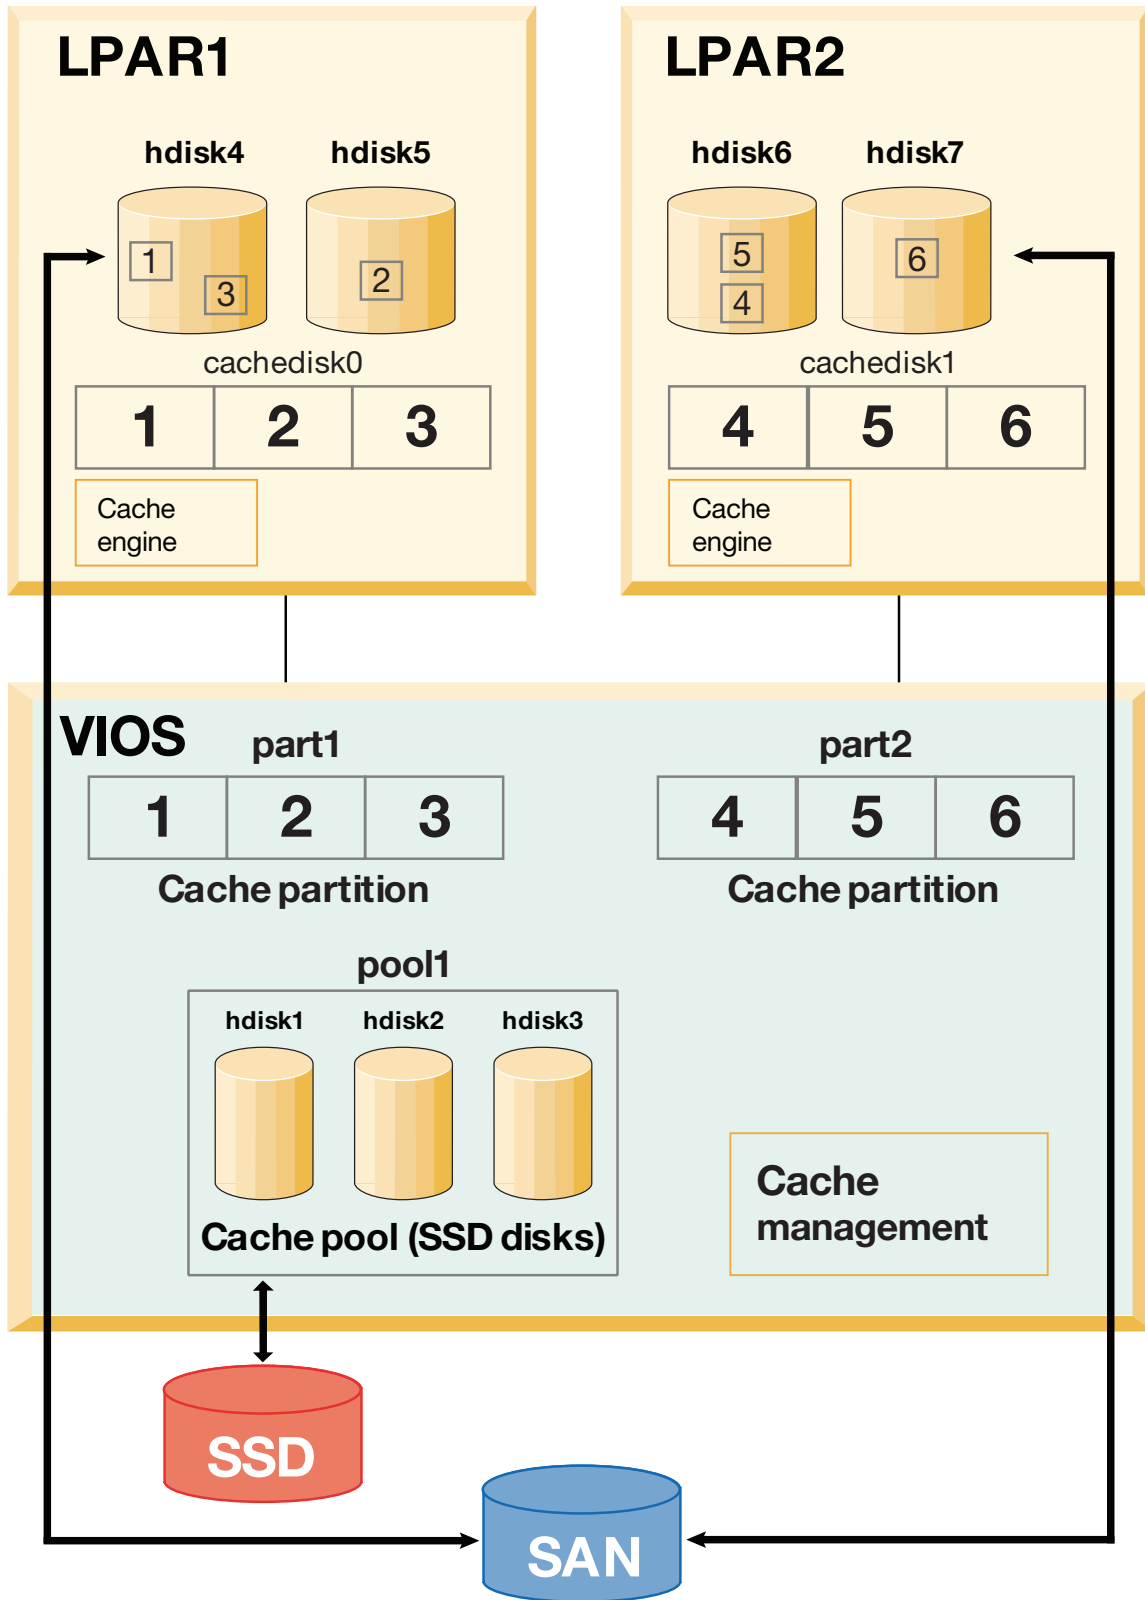 LPAR1
hdisk4 hdisk5
1
3
2
cachedisk0
1 2 3
Cache
engine
LPAR2
hdisk6 hdisk7
5
4
6
cachedisk1
4 5 6
Cache
engine
VIOS
part1
1 2 3
Cache partition
part2
4 5 6
Cache partition
pool1
hdisk1 hdisk2 hdisk3
Cache pool (SSD disks)
Cache
management
SSD
SAN